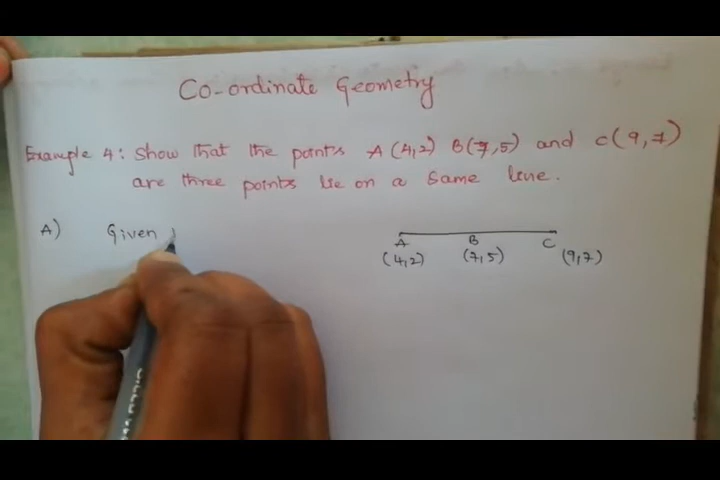 Co-ordinate Geometry
Example 4: Show that the points A(4,2) B(7,5) and C(9,7)
are three points lie on a same line.
A) Given
A B C
(4,2) (7,5) (9,7)